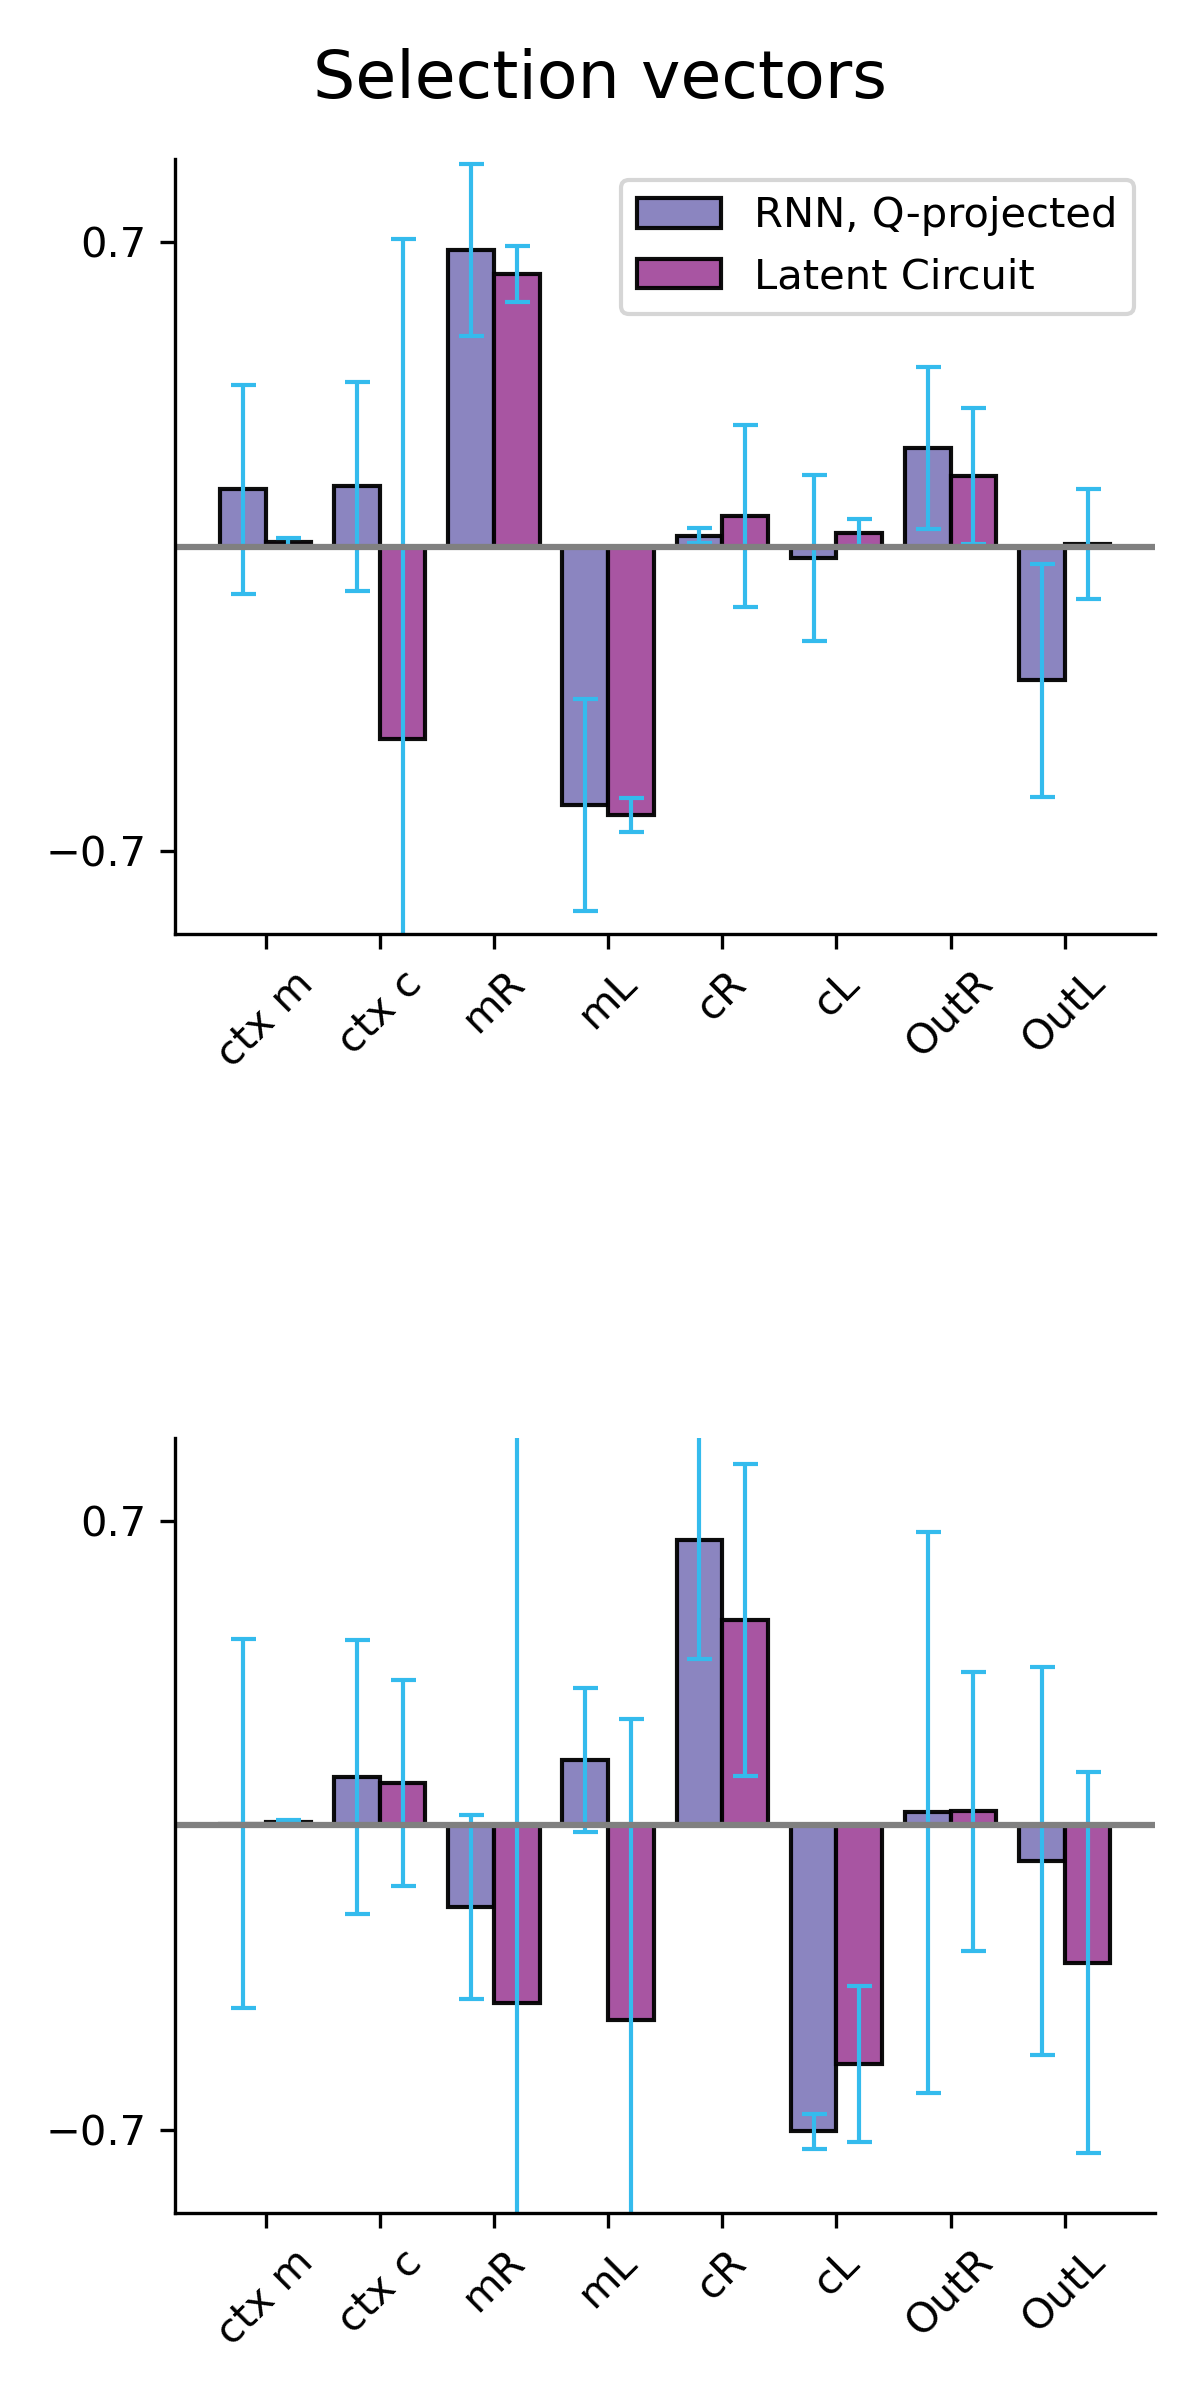 Selection vectors
0.7
−0.7
RNN, Q-projected
Latent Circuit
ctx m
ctx c
mR
mL
cR
cL
OutR
OutL
0.7
−0.7
ctx m
ctx c
mR
mL
cR
cL
OutR
OutL